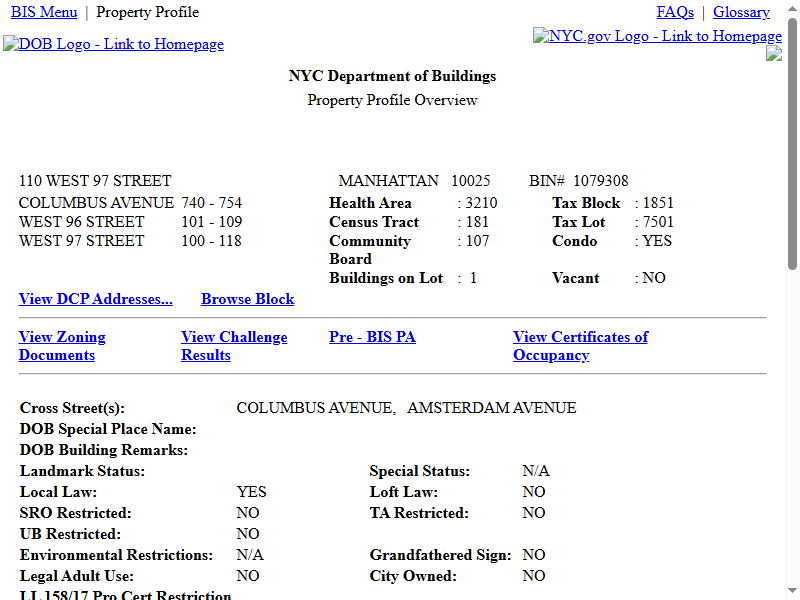 BIS Menu | Property Profile FAQs | Glossary
DOB Logo - Link to Homepage NYC.gov Logo - Link to Homepage
NYC Department of Buildings
Property Profile Overview
110 WEST 97 STREET MANHATTAN 10025 BIN# 1079308
COLUMBUS AVENUE 740 - 754 Health Area : 3210 Tax Block : 1851
WEST 96 STREET 101 - 109 Census Tract : 181 Tax Lot : 7501
WEST 97 STREET 100 - 118 Community Board : 107 Condo : YES
Buildings on Lot : 1 Vacant : NO
View DCP Addresses... Browse Block
View Zoning Documents View Challenge Results Pre - BIS PA View Certificates of Occupancy
Cross Street(s): COLUMBUS AVENUE, AMSTERDAM AVENUE
DOB Special Place Name:
DOB Building Remarks:
Landmark Status: Special Status: N/A
Local Law: YES Loft Law: NO
SRO Restricted: NO TA Restricted: NO
UB Restricted: NO
Environmental Restrictions: N/A Grandfathered Sign: NO
Legal Adult Use: NO City Owned: NO
LL 158/17 Pro Cert Restriction